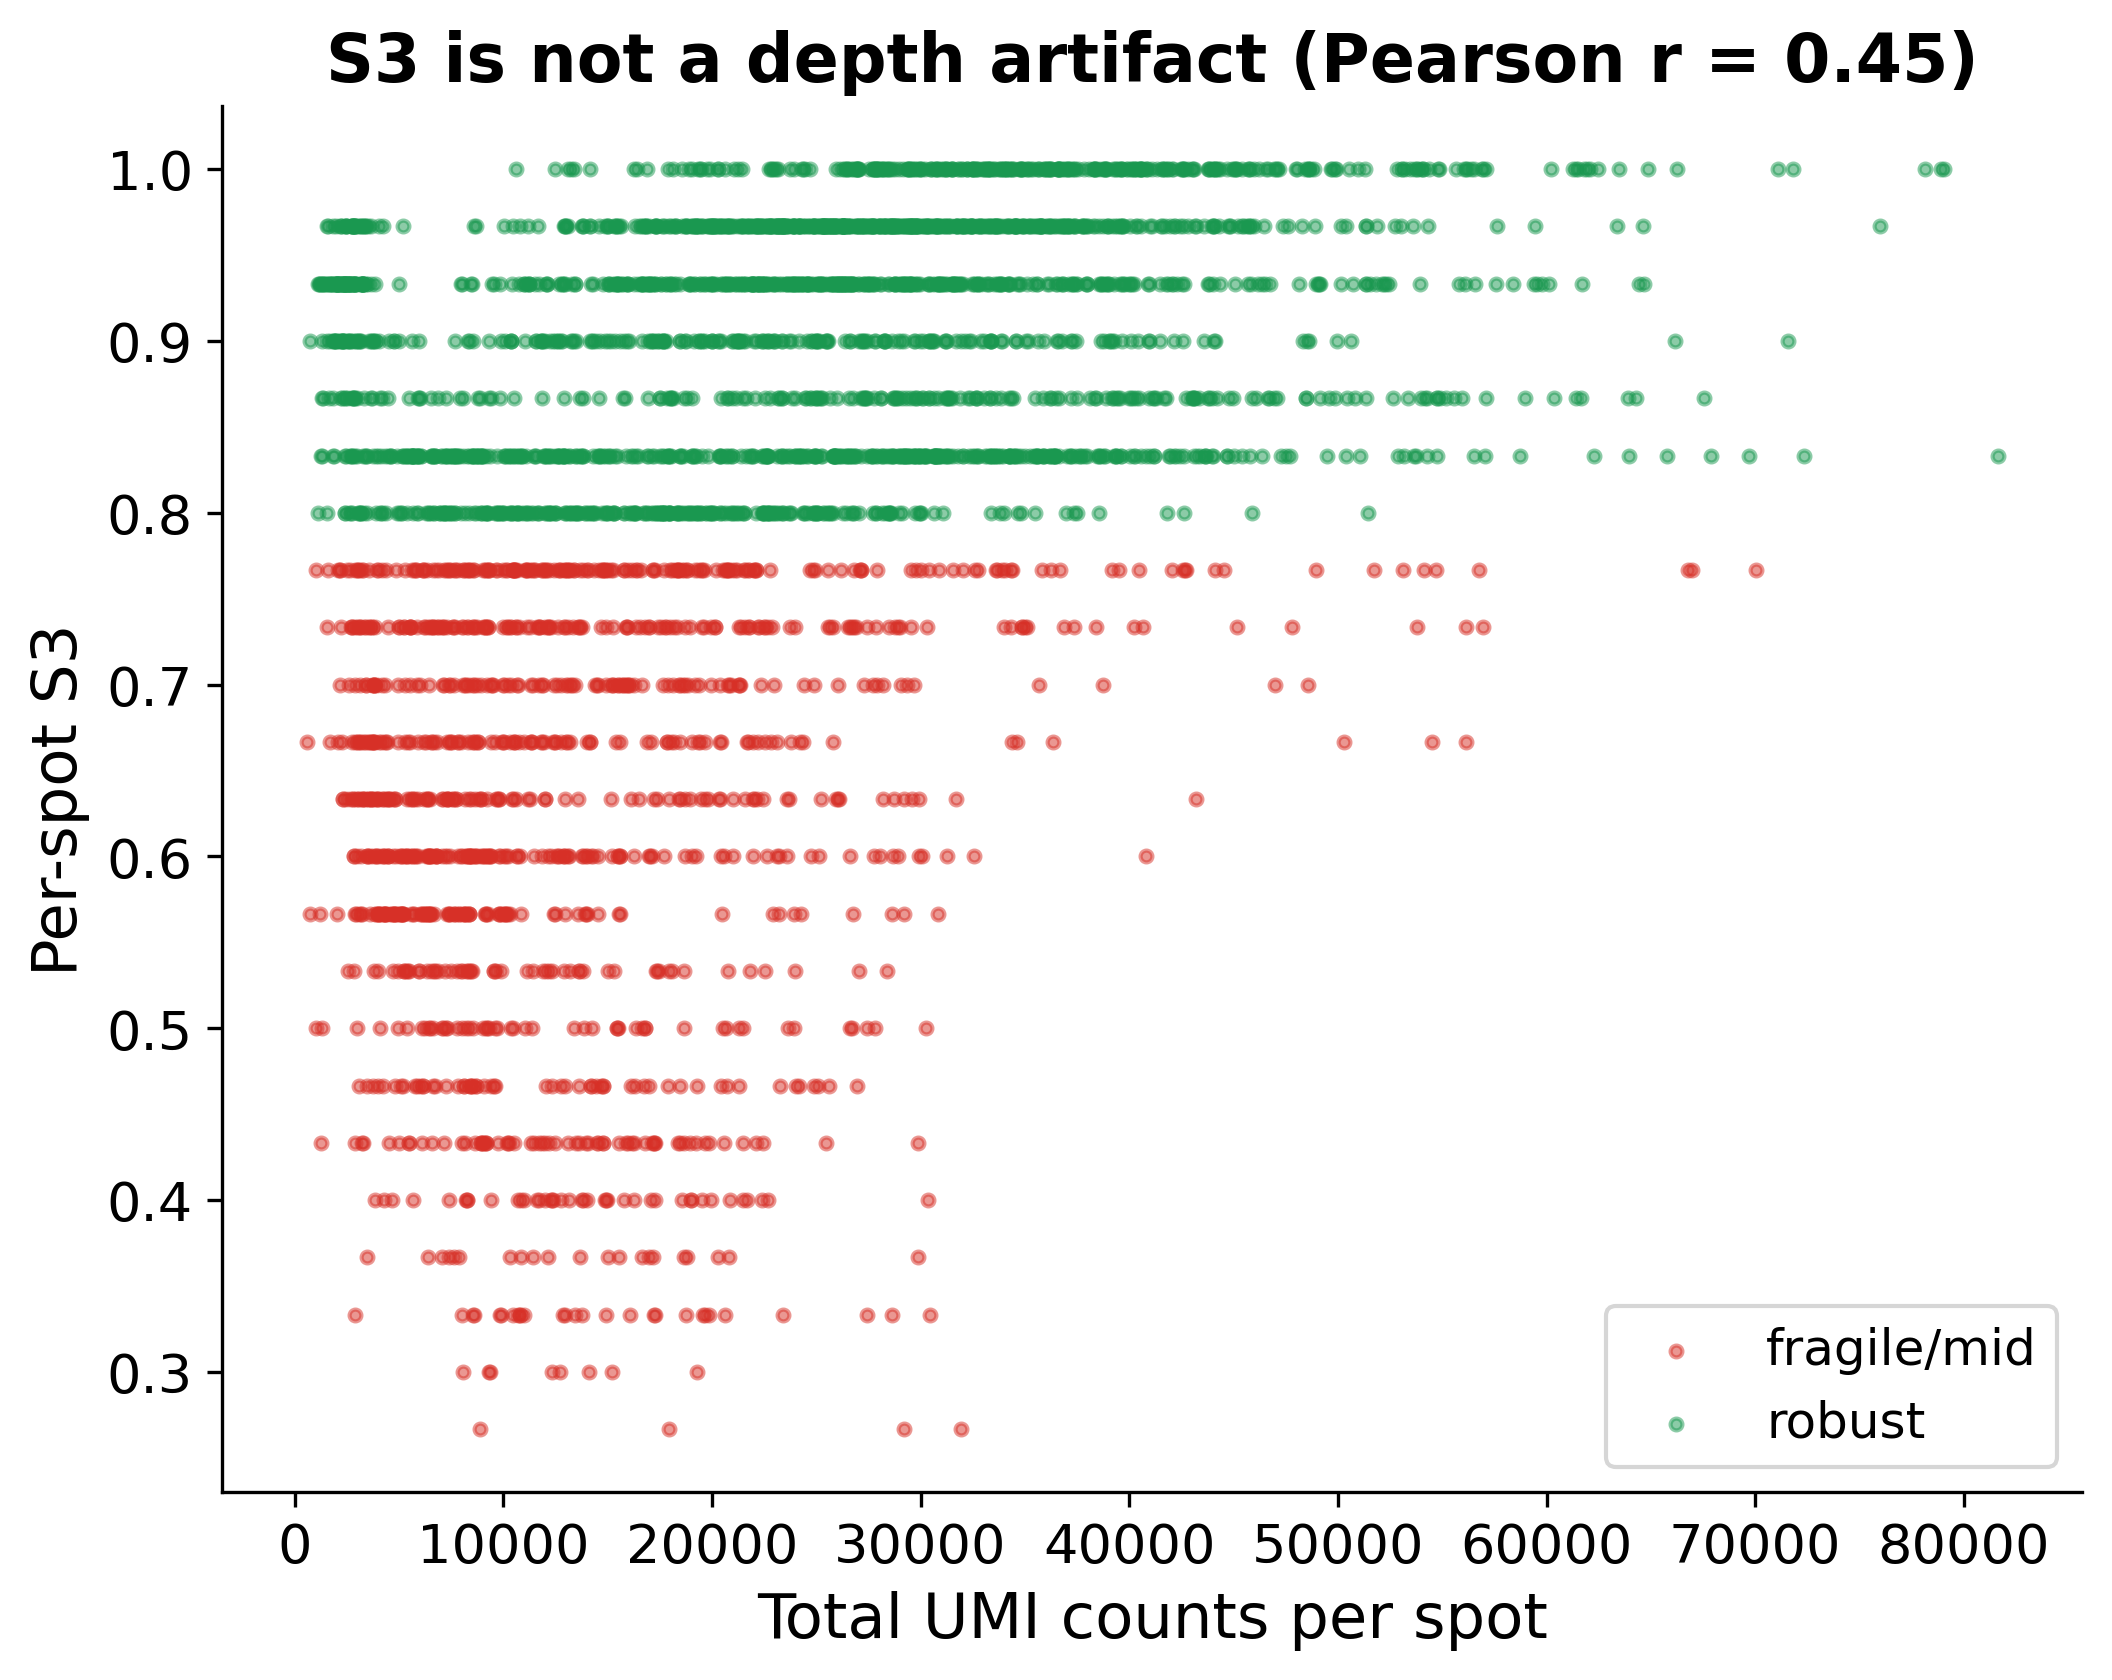 S3 is not a depth artifact (Pearson r = 0.45)
Per-spot S3
1.0
0.9
0.8
0.7
0.6
0.5
0.4
0.3
fragile/mid
robust
0 10000 20000 30000 40000 50000 60000 70000 80000
Total UMI counts per spot